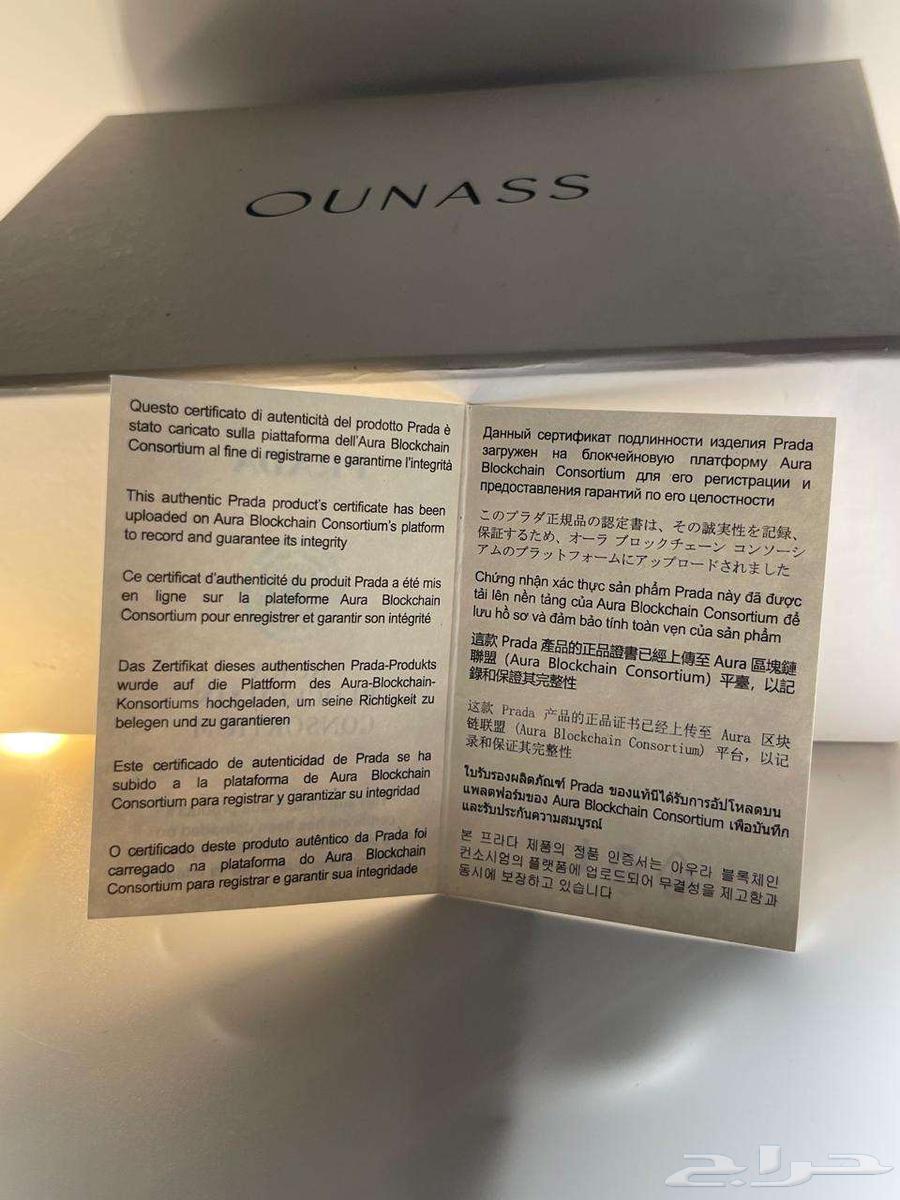 OUNASS
Questo certificato di autenticità del prodotto Prada è
stato caricato sulla piattaforma dell'Aura Blockchain
Consortium al fine di registrarne e garantirne l'integrità
This authentic Prada product's certificate has been
uploaded on Aura Blockchain Consortium's platform
to record and guarantee its integrity
Ce certificat d'authenticité du produit Prada a été mis
en ligne sur la plateforme Aura Blockchain
Consortium pour enregistrer et garantir son intégrité
Das Zertifikat dieses authentischen Prada-Produkts
wurde auf die Plattform des Aura-Blockchain-
Konsortiums hochgeladen, um seine Richtigkeit zu
belegen und zu garantieren
Este certificado de autenticidad de Prada se ha
subido a la plataforma de Aura Blockchain
Consortium para registrar y garantizar su integridad
O certificado deste produto autêntico da Prada foi
carregado na plataforma do Aura Blockchain
Consortium para registrar e garantir sua integridade
Данный сертификат подлинности изделия Prada
загружен на блокчейновую платформу Aura
Blockchain Consortium для его регистрации и
предоставления гарантий по его целостности
このプラダ正規品の認定書は、その誠実性を記録、
保証するため、オーラ ブロックチェーン コンソーシ
アムのプラットフォームにアップロードされました
Chứng nhận xác thực sản phẩm Prada này đã được
tải lên nền tảng của Aura Blockchain Consortium để
lưu hồ sơ và đảm bảo tính toàn vẹn của sản phẩm
這款 Prada 產品的正品證書已經上傳至 Aura 區塊鏈
聯盟（Aura Blockchain Consortium）平臺，以記
錄和保證其完整性
这款 Prada 产品的正品证书已经上传至 Aura 区块
链联盟（Aura Blockchain Consortium）平台，以记
录和保证其完整性
ใบรับรองผลิตภัณฑ์ Prada ของแท้นี้ได้รับการอัปโหลดบน
แพลตฟอร์มของ Aura Blockchain Consortium เพื่อบันทึก
และรับประกันความสมบูรณ์
본 프라다 제품의 정품 인증서는 아우라 블록체인
컨소시엄의 플랫폼에 업로드되어 무결성을 제고함과
동시에 보장하고 있습니다
حراج